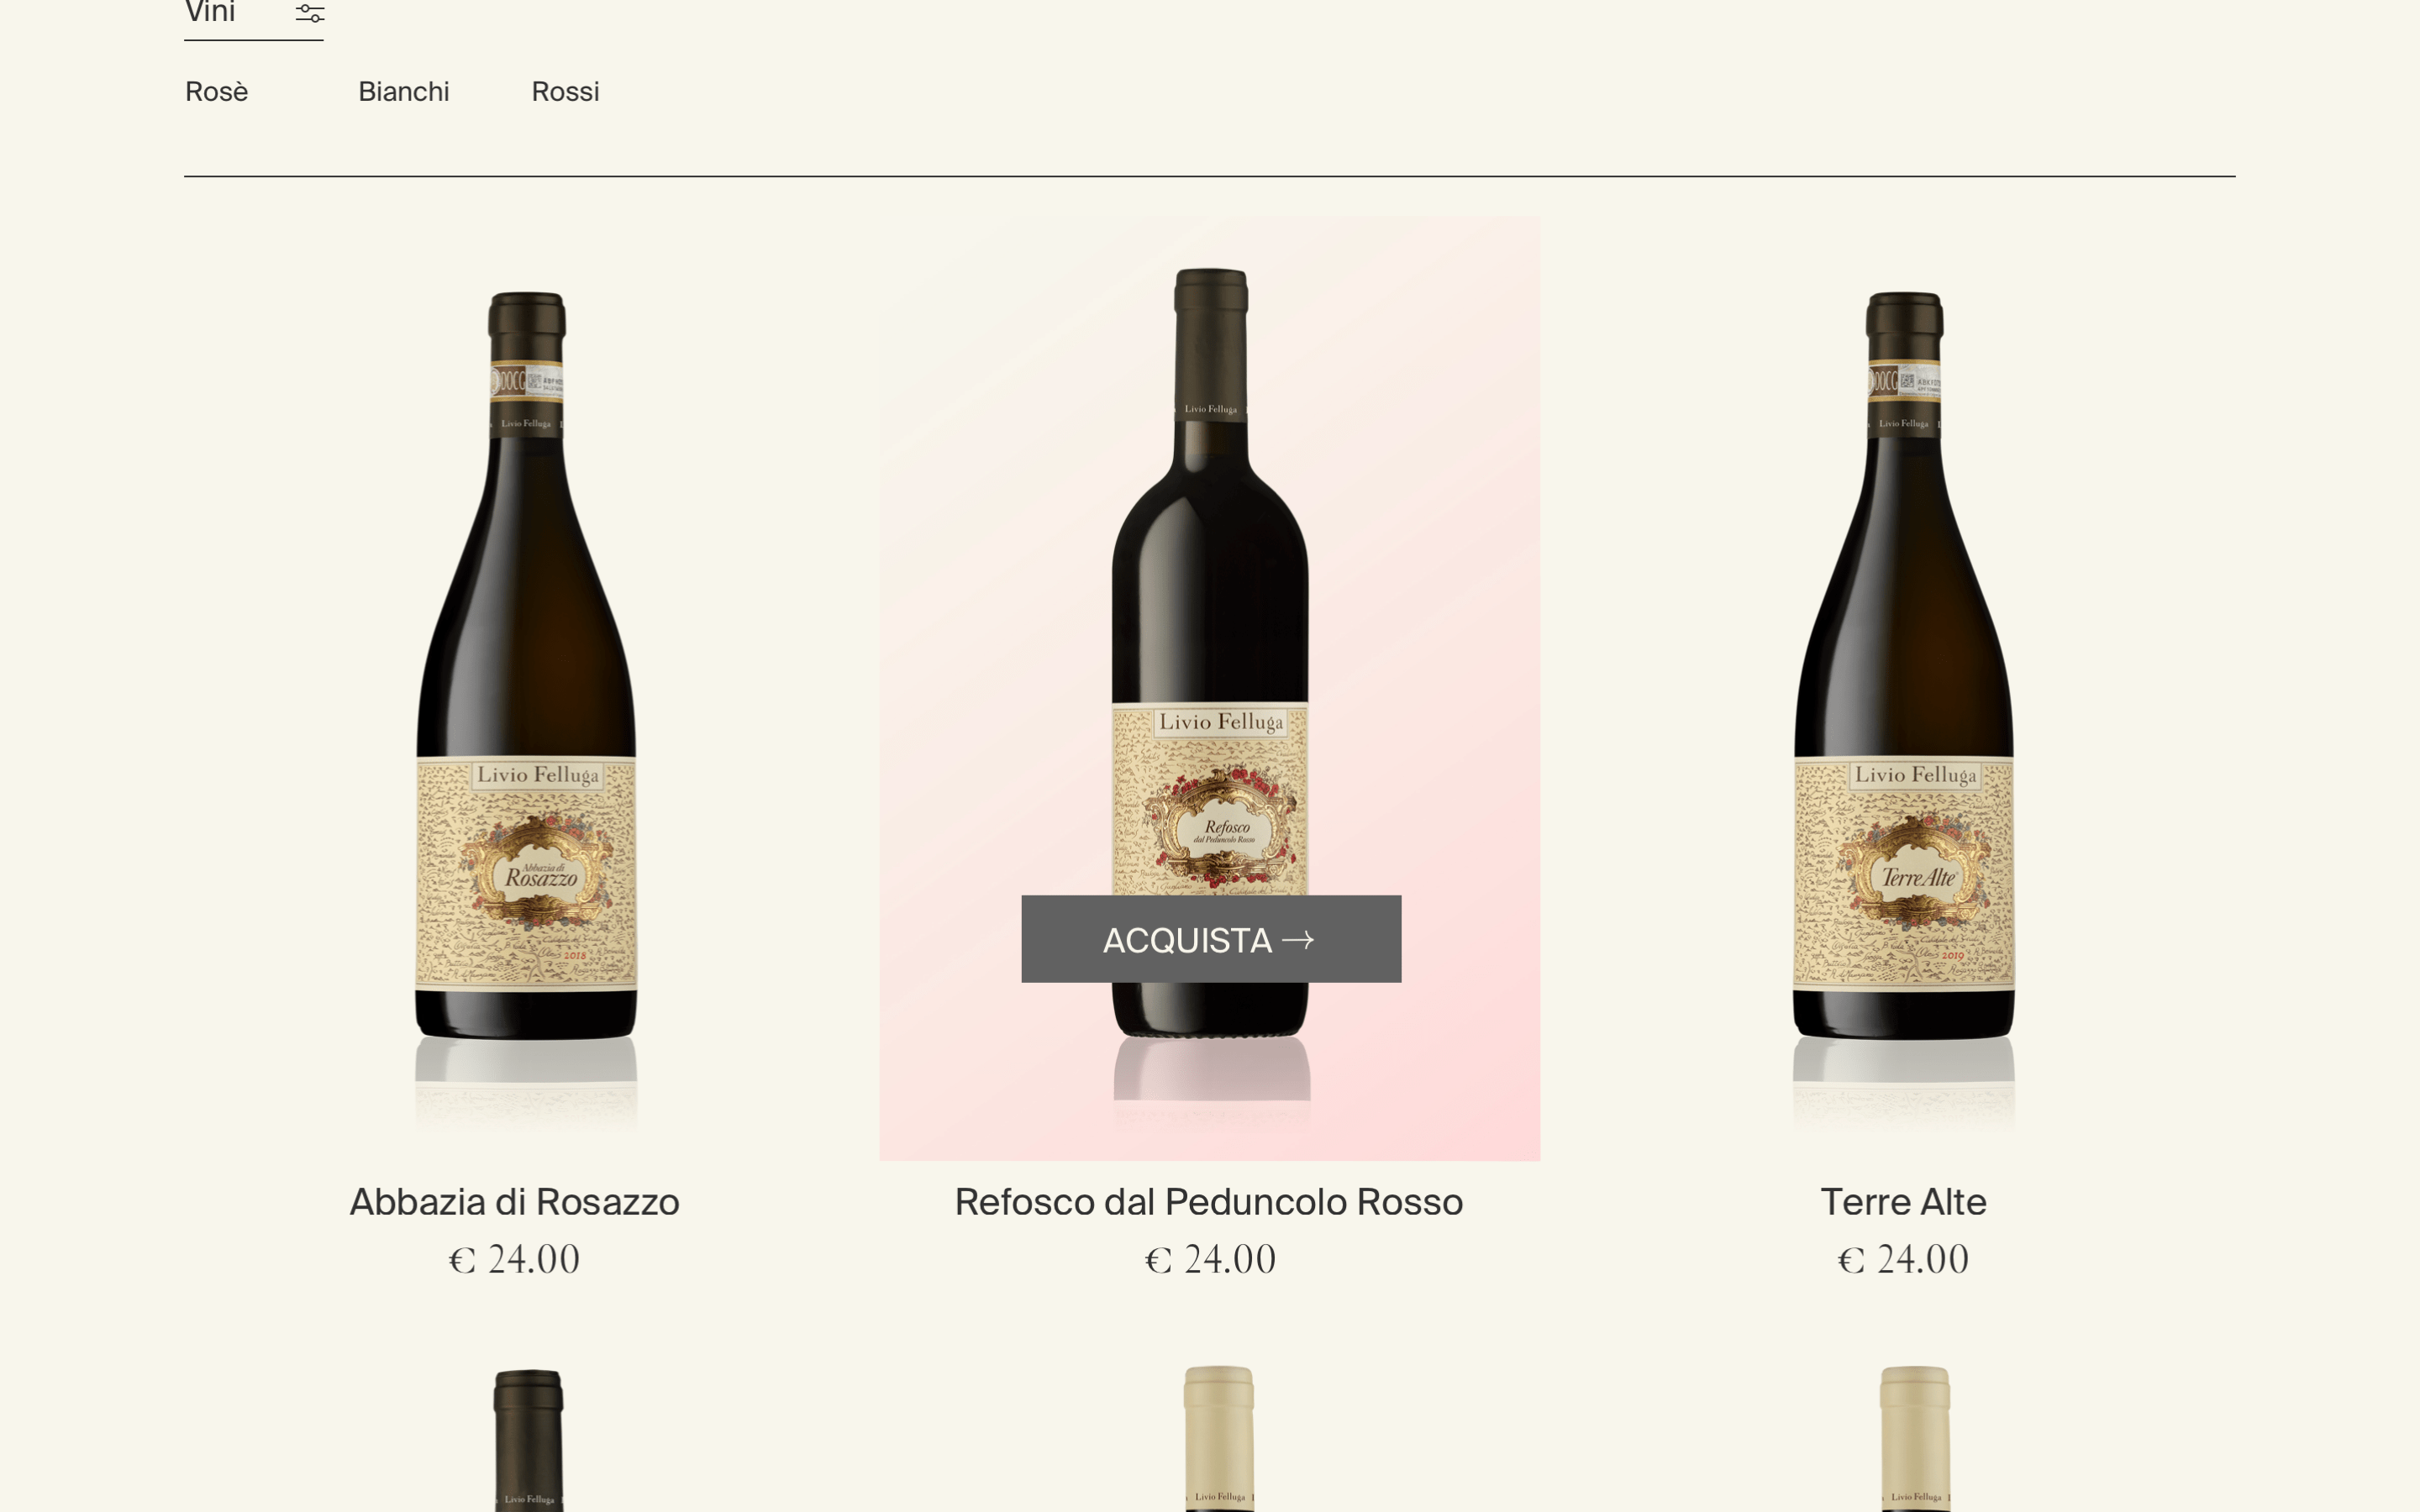 Vini
Rosè Bianchi Rossi
DOCG
Livio Felluga
Livio Felluga
Abbazia di
Rosazzo
2018
Livio Felluga
Livio Felluga
Refosco
dal Peduncolo Rosso
ACQUISTA →
DOCG
Livio Felluga
Livio Felluga
Terre Alte
2019
Abbazia di Rosazzo
€ 24.00
Refosco dal Peduncolo Rosso
€ 24.00
Terre Alte
€ 24.00
Livio Felluga
Livio Felluga
Livio Felluga